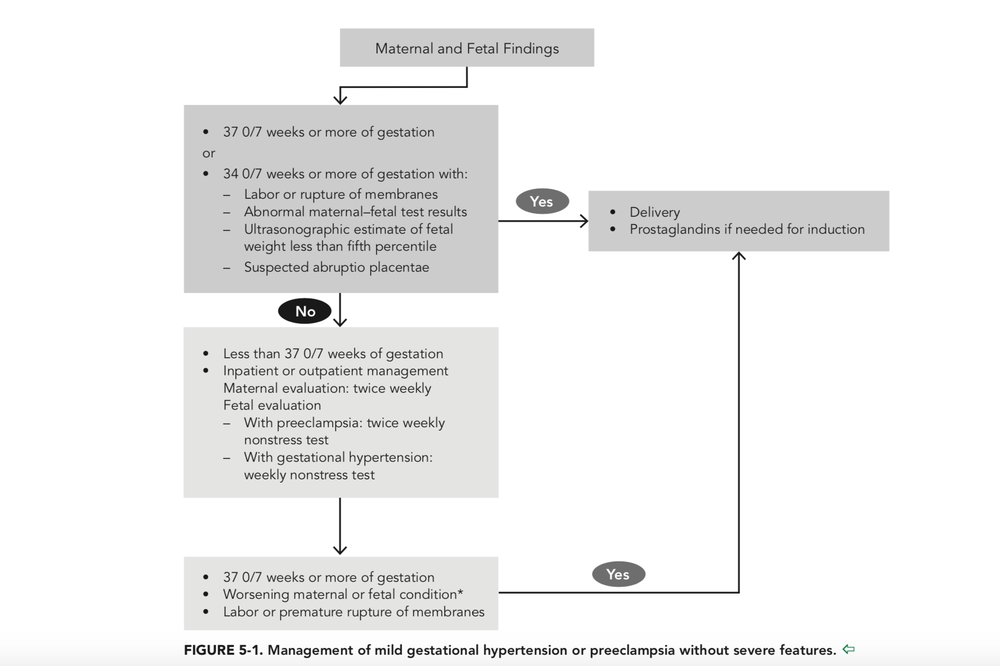 Maternal and Fetal Findings
• 37 0/7 weeks or more of gestation
or
• 34 0/7 weeks or more of gestation with:
– Labor or rupture of membranes
– Abnormal maternal–fetal test results
– Ultrasonographic estimate of fetal
weight less than fifth percentile
– Suspected abruptio placentae
Yes
• Delivery
• Prostaglandins if needed for induction
No
• Less than 37 0/7 weeks of gestation
• Inpatient or outpatient management
Maternal evaluation: twice weekly
Fetal evaluation
– With preeclampsia: twice weekly
nonstress test
– With gestational hypertension:
weekly nonstress test
• 37 0/7 weeks or more of gestation
• Worsening maternal or fetal condition*
• Labor or premature rupture of membranes
Yes
FIGURE 5-1. Management of mild gestational hypertension or preeclampsia without severe features.